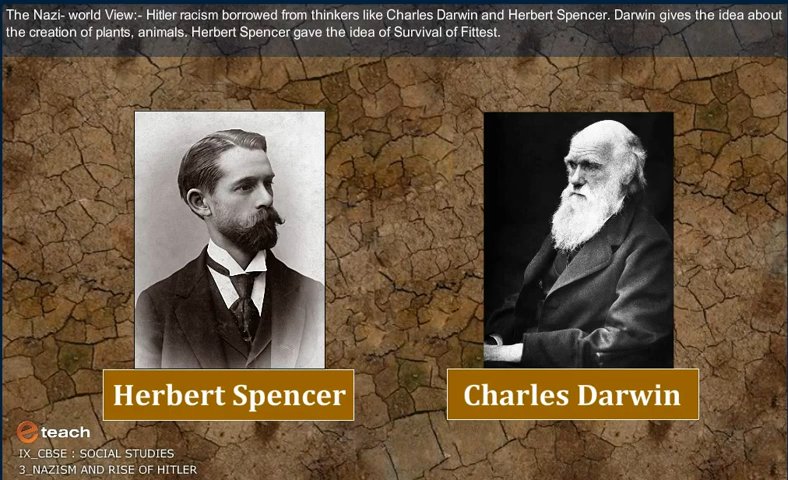 The Nazi- world View:- Hitler racism borrowed from thinkers like Charles Darwin and Herbert Spencer. Darwin gives the idea about
the creation of plants, animals. Herbert Spencer gave the idea of Survival of Fittest.
Herbert Spencer
Charles Darwin
e teach
IX_CBSE : SOCIAL STUDIES
3_NAZISM AND RISE OF HITLER